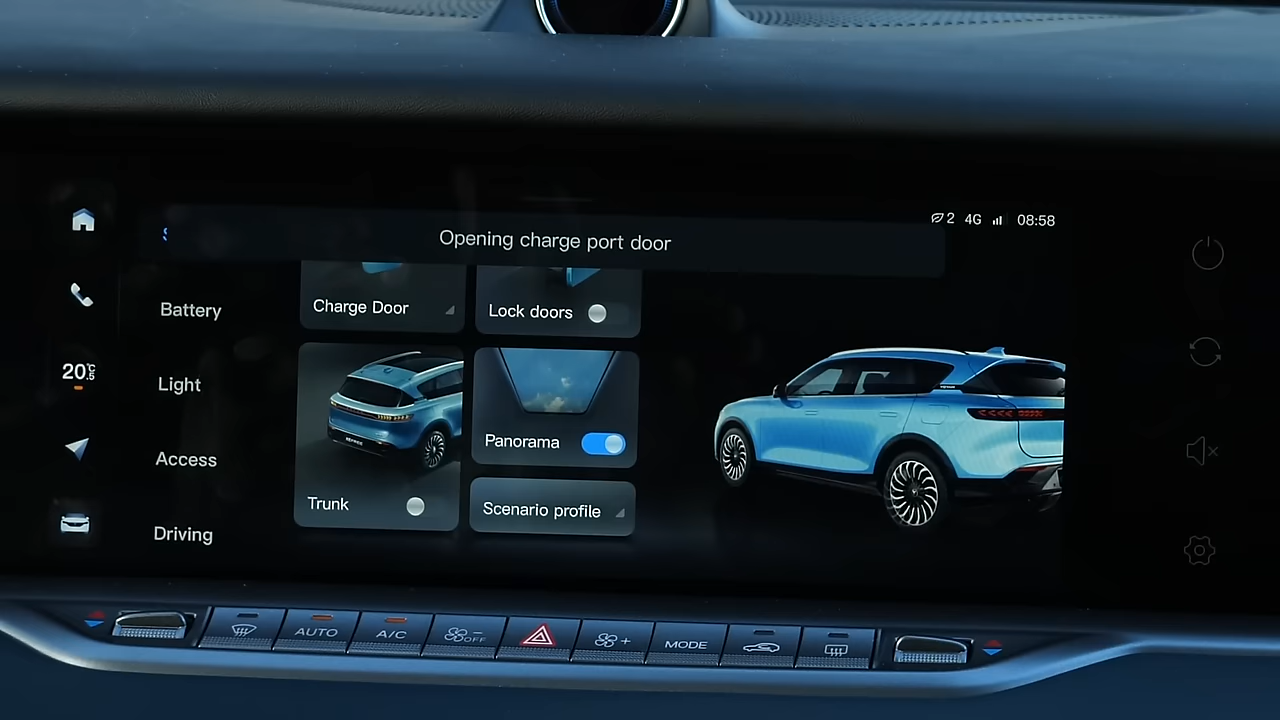 2 4G 08:58
Opening charge port door
Battery
Light
Access
Driving
Charge Door
Lock doors
Trunk
Panorama
Scenario profile
20.5°C
AUTO
A/C
OFF
MODE